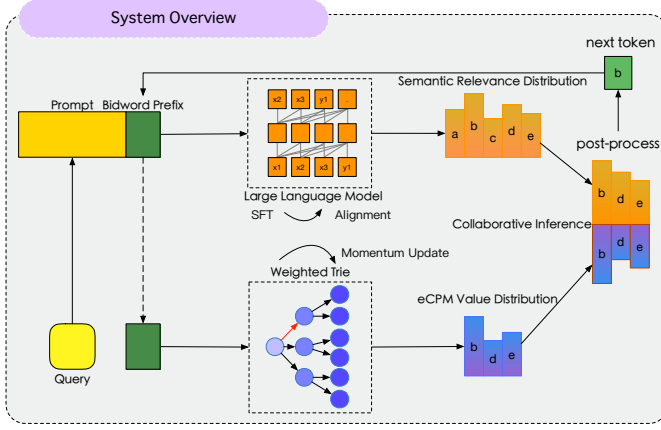 System Overview
next token
b
Prompt
Bidword Prefix
x2 x3 y1 .
x1 x2 x3 y1
Large Language Model
SFT
Alignment
Semantic Relevance Distribution
a b c d e
post-process
b d e
Collaborative Inference
b d e
Momentum Update
Weighted Trie
eCPM Value Distribution
b d e
Query